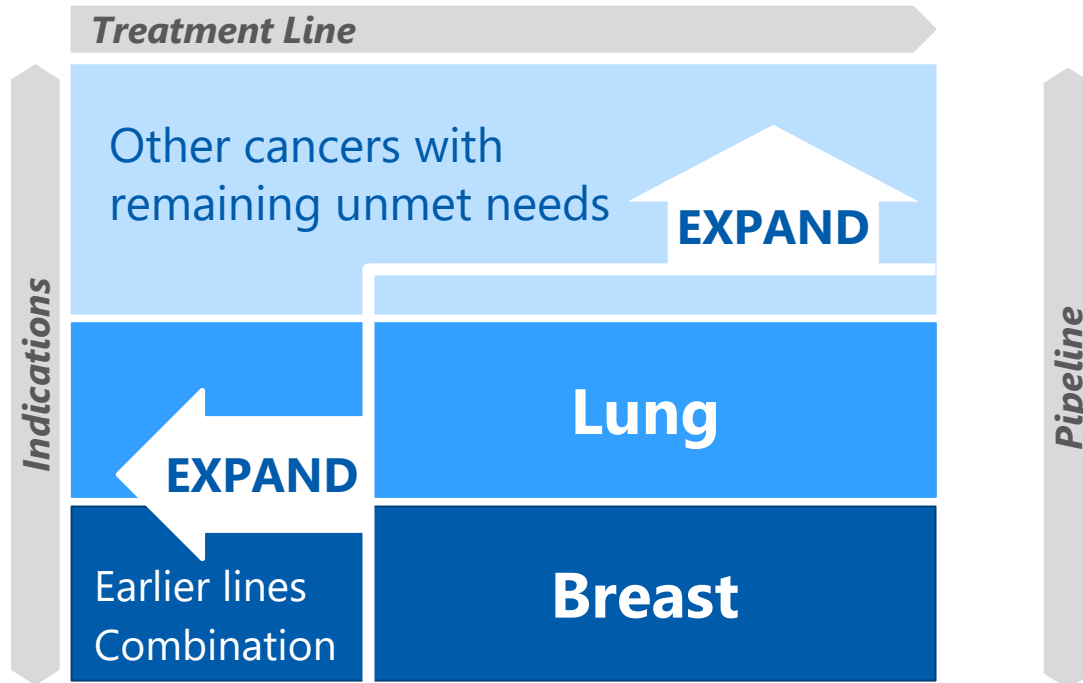 Treatment Line
Indications
Other cancers with
remaining unmet needs
EXPAND
Lung
EXPAND
Earlier lines
Combination
Breast
Pipeline